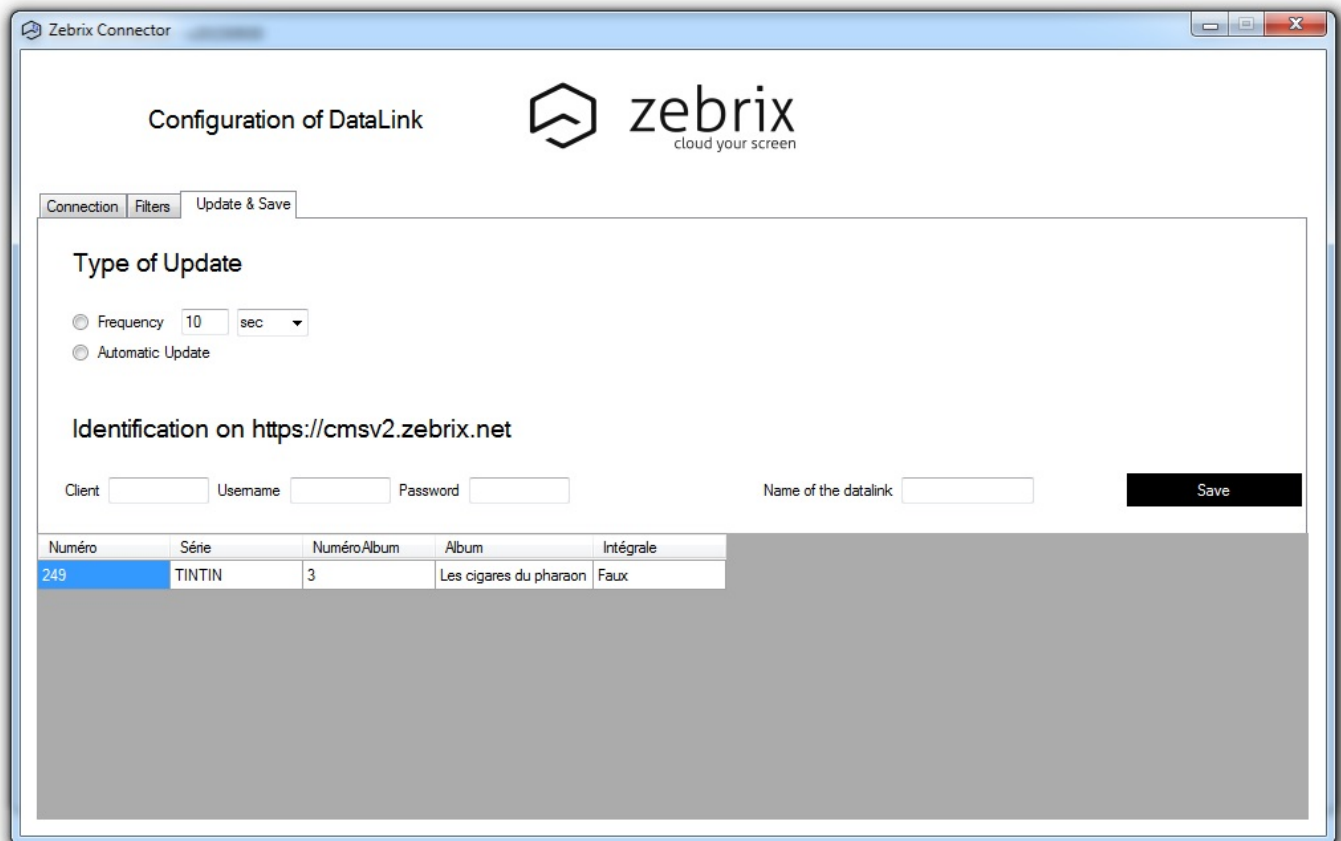 Zebrix Connector
Configuration of DataLink
zebrix
cloud your screen
Connection Filters Update & Save
Type of Update
Frequency 10 sec
Automatic Update
Identification on https://cmsv2.zebrix.net
Client Username Password Name of the datalink Save
Numéro Série NuméroAlbum Album Intégrale
249 TINTIN 3 Les cigares du pharaon Faux